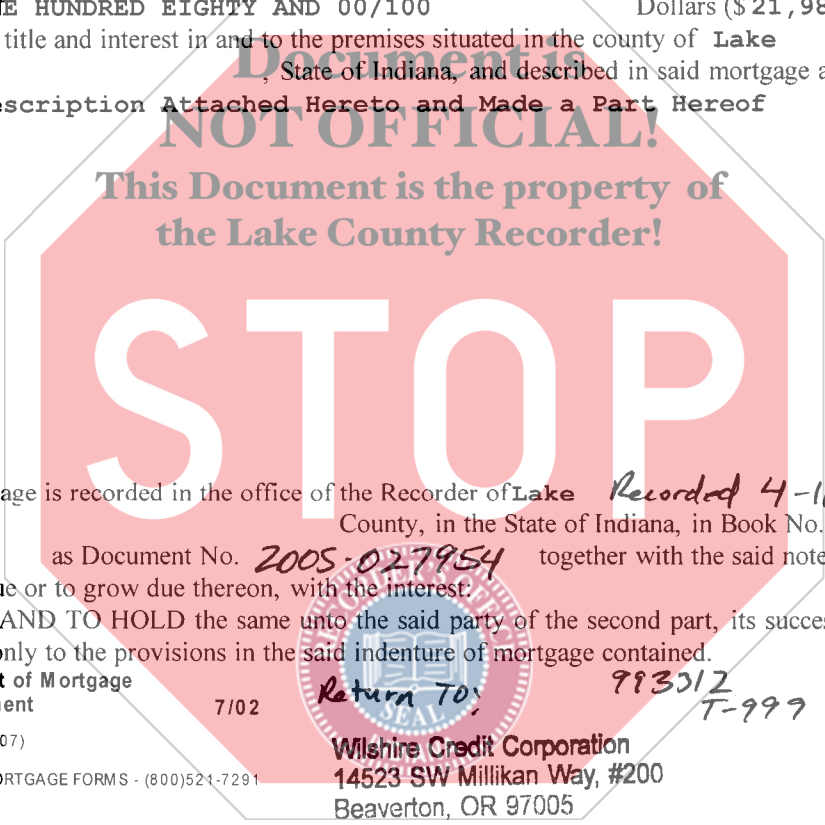 E HUNDRED EIGHTY AND 00/100 Dollars ($ 21,98
title and interest in and to the premises situated in the county of Lake
Document is
, State of Indiana, and described in said mortgage a
escription Attached Hereto and Made a Part Hereof
NOT OFFICIAL!
This Document is the property of
the Lake County Recorder!
STOP
age is recorded in the office of the Recorder of Lake Recorded 4-1
County, in the State of Indiana, in Book No.
as Document No. 2005-027954 together with the said note
ue or to grow due thereon, with the interest:
AND TO HOLD the same unto the said party of the second part, its succes
only to the provisions in the said indenture of mortgage contained.
t of Mortgage
ent 7/02 Return To: 993312
T-999
SEAL
07)
Wilshire Credit Corporation
ORTGAGE FORMS - (800)521-7291 14523 SW Millikan Way, #200
Beaverton, OR 97005